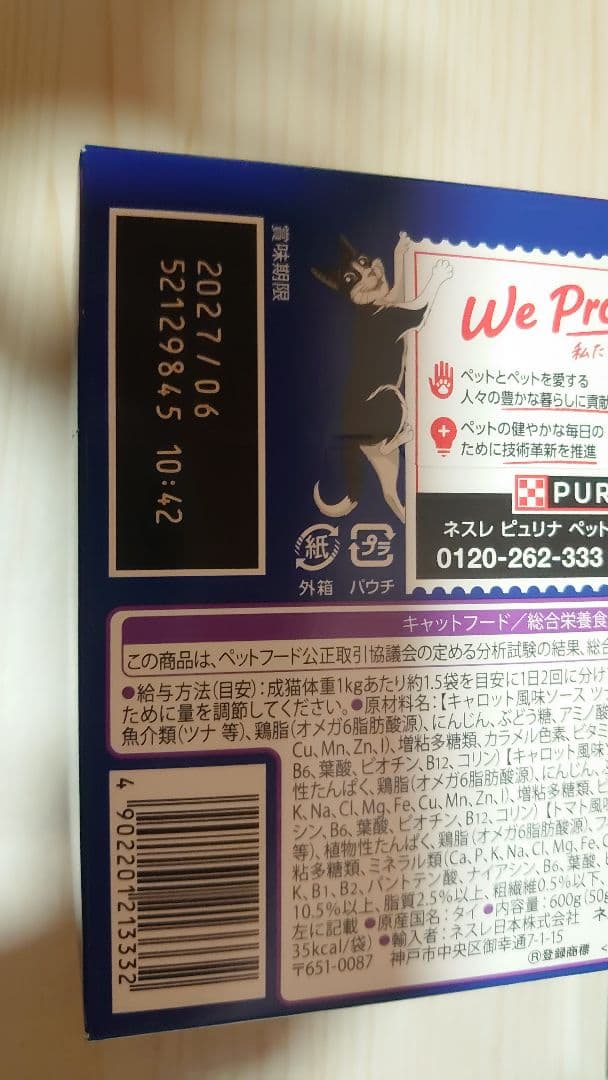 賞味期限
2027/06
52129845 10:42
We Pro
私た
ペットとペットを愛する
人々の豊かな暮らしに貢献
ペットの健やかな毎日の
ために技術革新を推進
PUR
ネスレ ピュリナ ペット
0120-262-333
紙
外箱
プラ
パウチ
キャットフード/総合栄養食
この商品は、ペットフード公正取引協議会の定める分析試験の結果、総合
●給与方法(目安):成猫体重1kgあたり約1.5袋を目安に1日2回に分け
ために量を調節してください。●原材料名:【キャロット風味ソース ツ
魚介類(ツナ 等)、鶏脂(オメガ6脂肪酸源)、にんじん、ぶどう糖、アミノ酸
Cu, Mn, Zn, I)、増粘多糖類、カラメル色素、ビタミ
B6、葉酸、ビオチン、B12、コリン)【キャロット風味
性たんぱく、鶏脂(オメガ6脂肪酸源)、にんじん、
K, Na, Cl, Mg, Fe, Cu, Mn, Zn, I)、増粘多糖類、ビ
シン、B6、葉酸、ビオチン、B12、コリン)【トマト風味
等)、植物性たんぱく、鶏脂(オメガ6脂肪酸源)、
粘多糖類、ミネラル類(Ca, P, K, Na, Cl, Mg, Fe, C
K、B1、B2、パントテン酸、ナイアシン、B6、葉酸、
10.5%以上、脂質2.5%以上、粗繊維0.5%以下、
左に記載 ●原産国名:タイ ●内容量:600g(50g
35kcal/袋) ●輸入者:ネスレ日本株式会社 ネ
〒651-0087 神戸市中央区御幸通7-1-15
®登録商標
4 902201213332